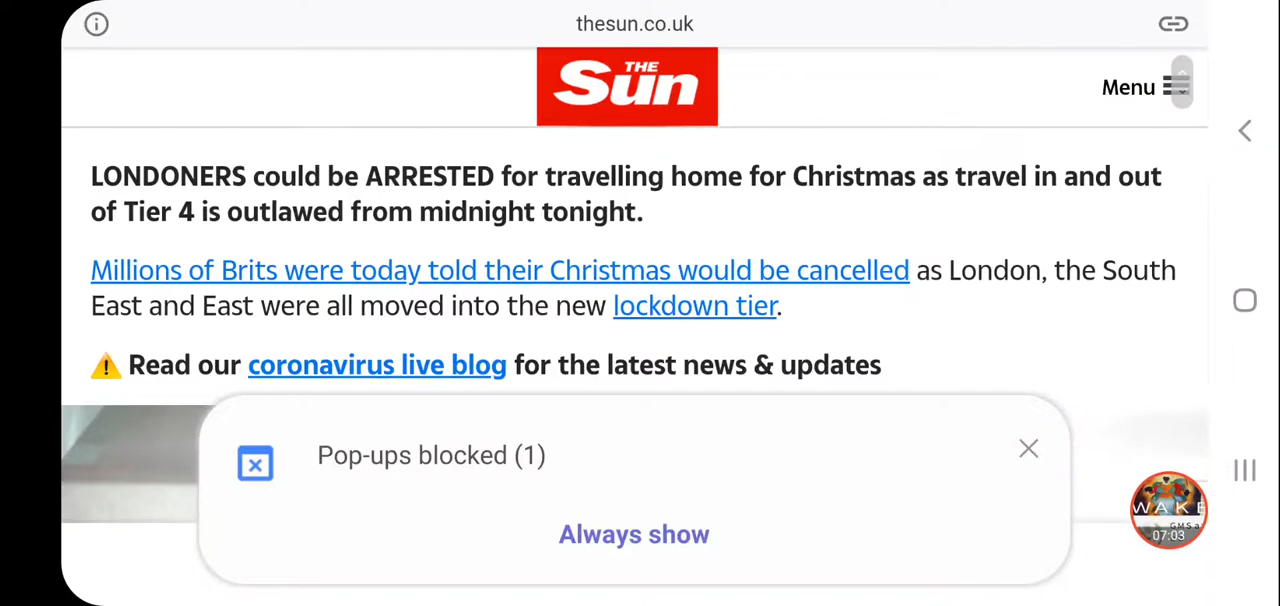 thesun.co.uk
THE
Sun
Menu
LONDONERS could be ARRESTED for travelling home for Christmas as travel in and out
of Tier 4 is outlawed from midnight tonight.
Millions of Brits were today told their Christmas would be cancelled as London, the South
East and East were all moved into the new lockdown tier.
Read our coronavirus live blog for the latest news & updates
Pop-ups blocked (1)
Always show
WAKE
GMS a
07:03